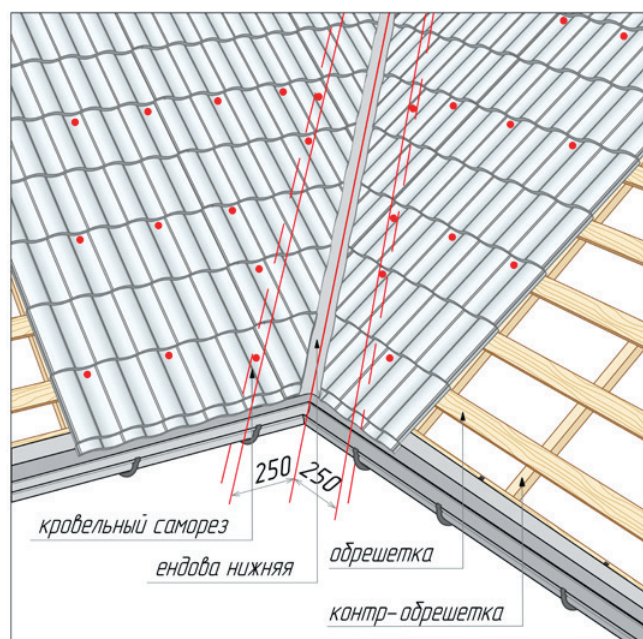 250 250
кровельный саморез
ендова нижняя
обрешетка
контр-обрешетка